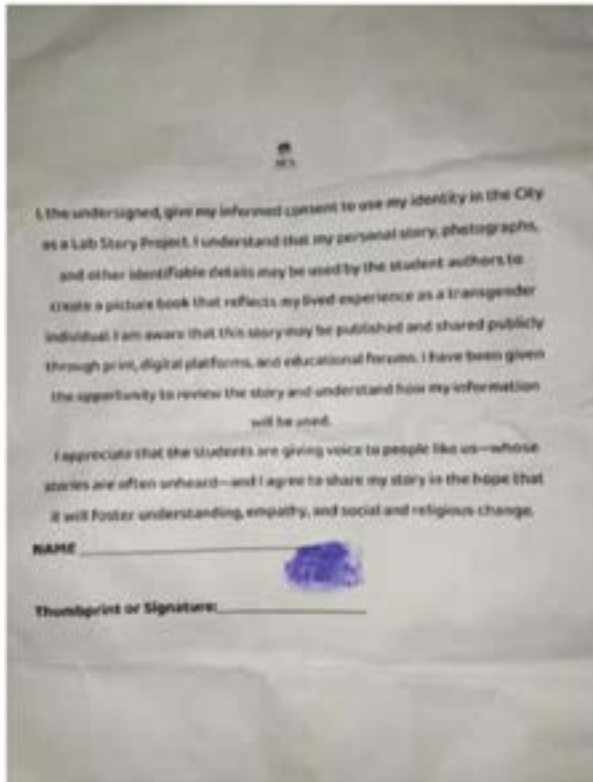 I, the undersigned, give my informed consent to use my identity in the City
as a Lab Story Project. I understand that my personal story, photographs,
and other identifiable details may be used by the student authors to
create a picture book that reflects my lived experience as a transgender
individual. I am aware that this story may be published and shared publicly
through print, digital platforms, and educational forums. I have been given
the opportunity to review the story and understand how my information
will be used.
I appreciate that the students are giving voice to people like us—whose
stories are often unheard—and I agree to share my story in the hope that
it will foster understanding, empathy, and social and religious change.
NAME
Thumbprint or Signature: